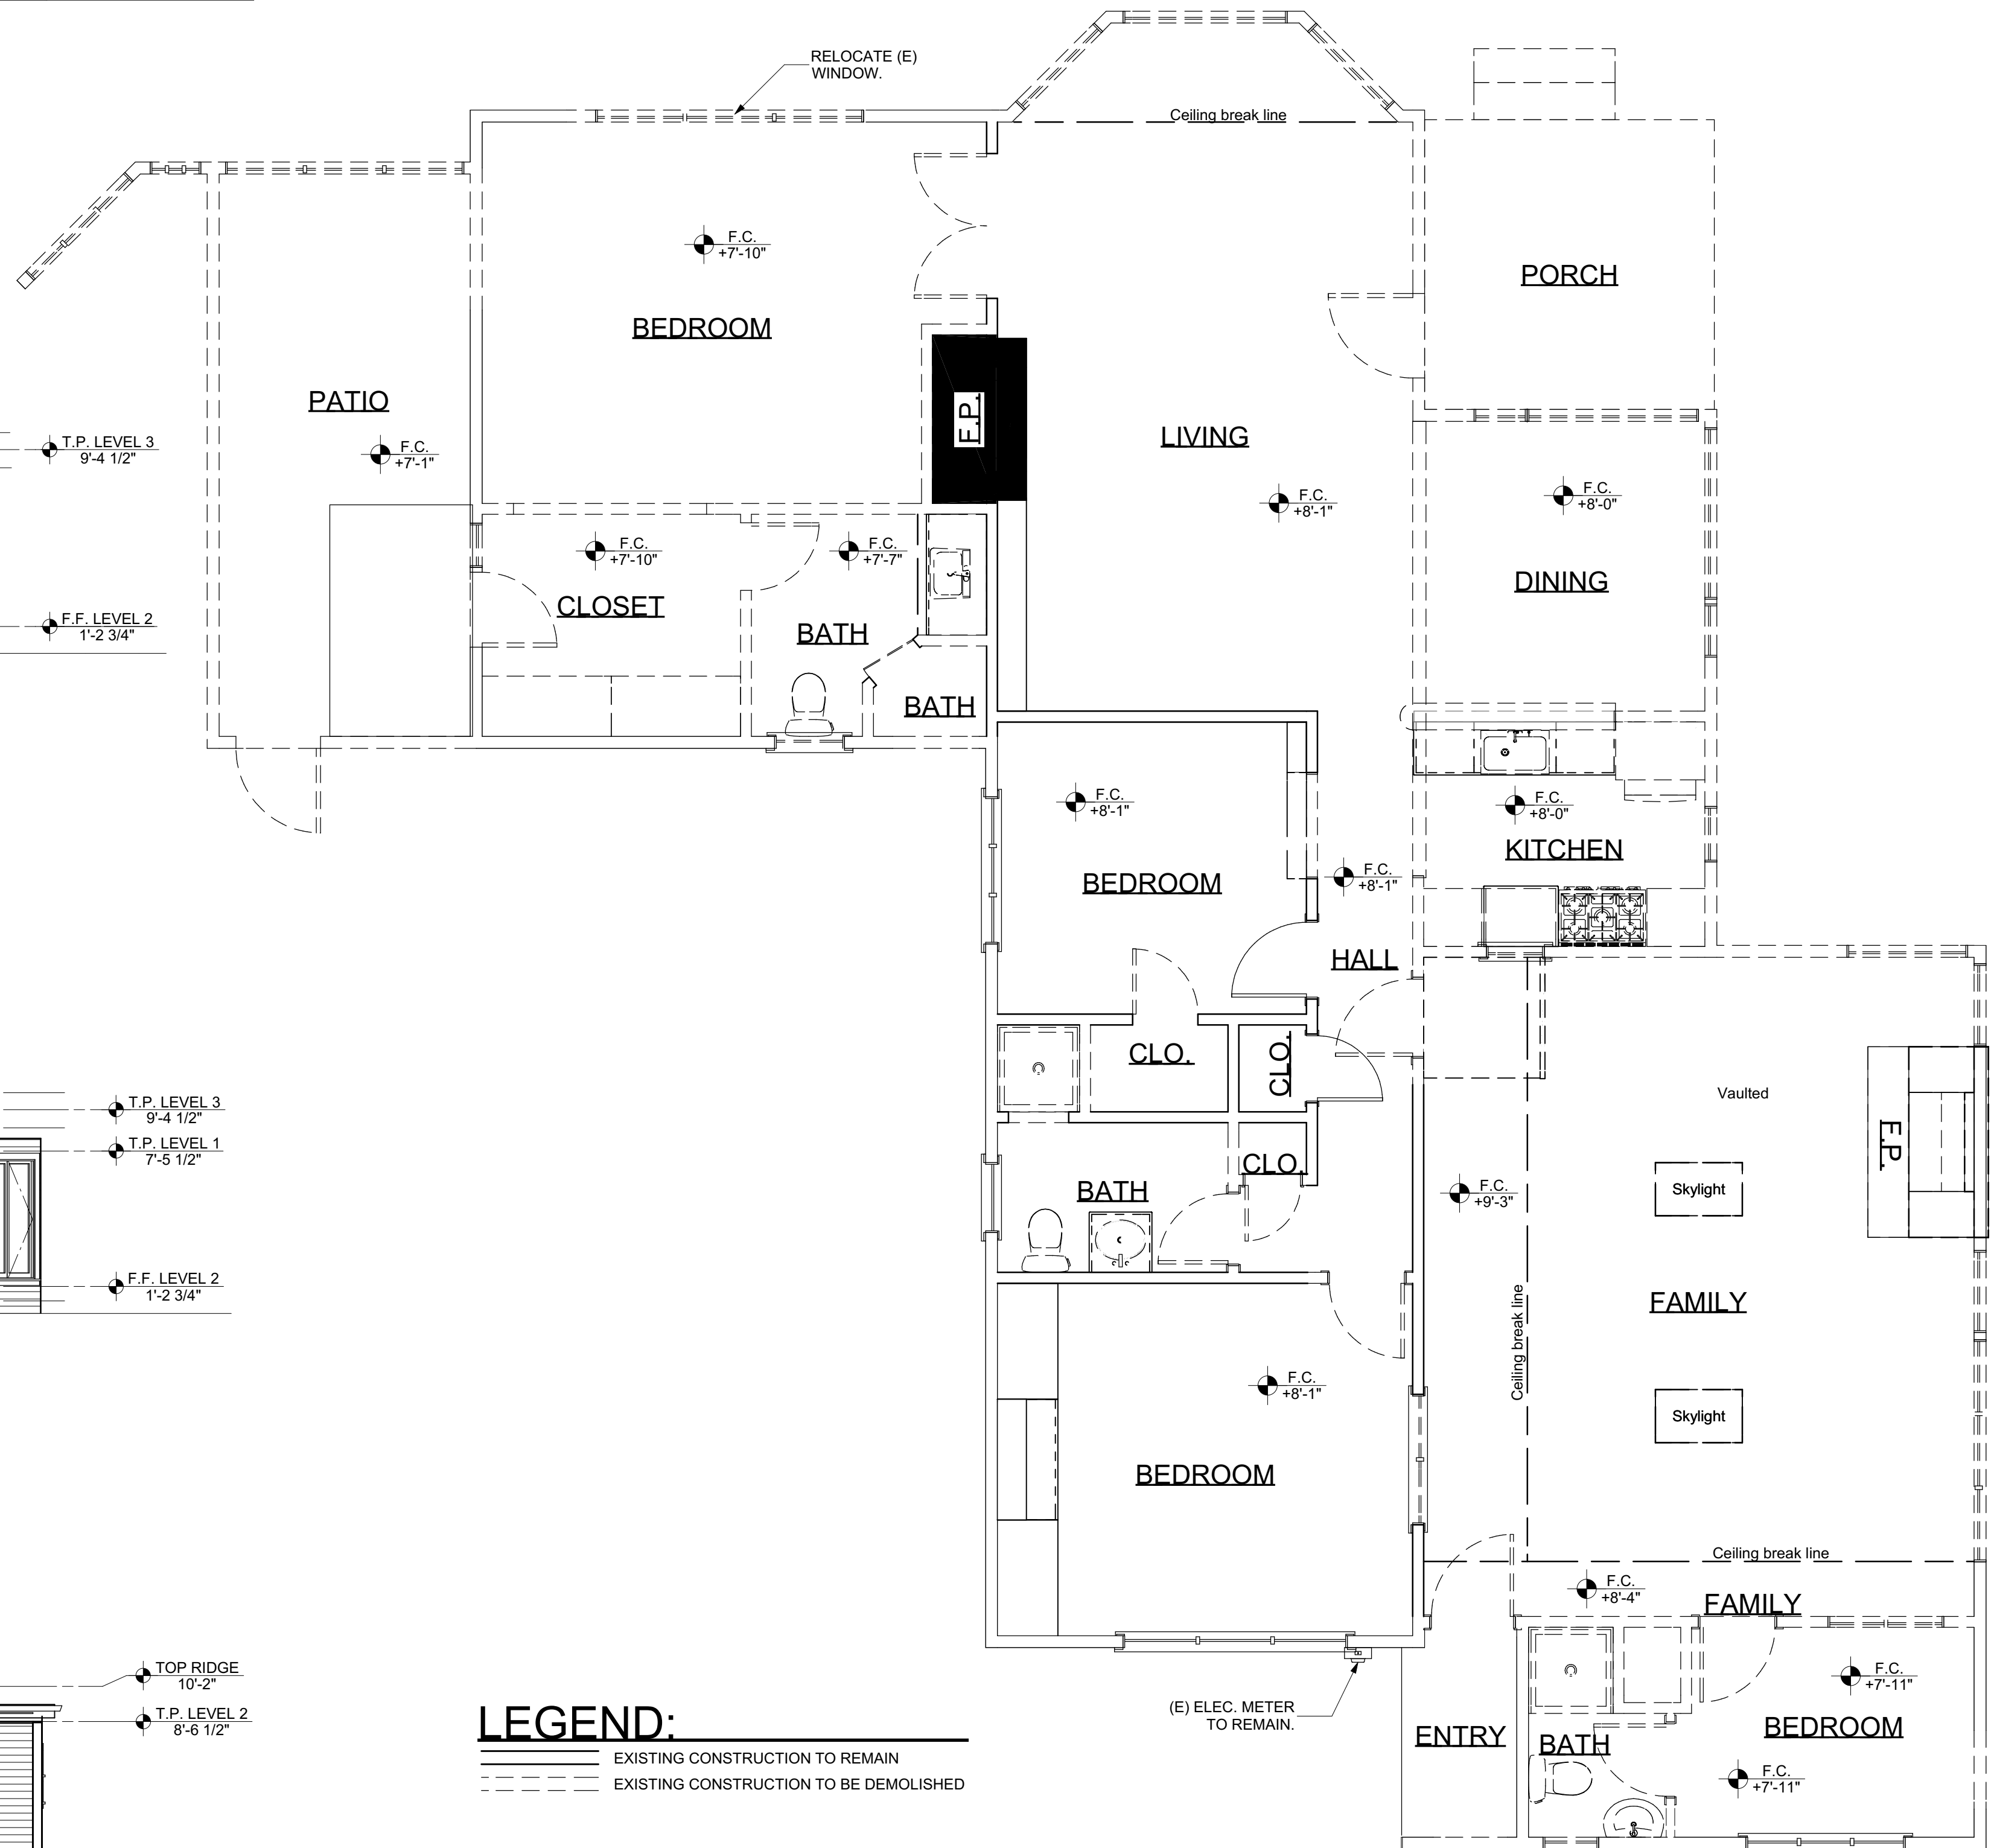 RELOCATE (E)
WINDOW.
Ceiling break line
F.C.
+7'-10"
BEDROOM
PORCH
PATIO
F.C.
+7'-1"
F.P.
LIVING
F.C.
+8'-1"
F.C.
+8'-0"
DINING
T.P. LEVEL 3
9'-4 1/2"
F.F. LEVEL 2
1'-2 3/4"
F.C.
+7'-10"
CLOSET
F.C.
+7'-7"
BATH
BATH
F.C.
+8'-1"
BEDROOM
F.C.
+8'-1"
HALL
F.C.
+8'-0"
KITCHEN
CLO.
CLO.
CLO.
BATH
T.P. LEVEL 3
9'-4 1/2"
T.P. LEVEL 1
7'-5 1/2"
F.F. LEVEL 2
1'-2 3/4"
Vaulted
F.P.
Skylight
F.C.
+9'-3"
FAMILY
Ceiling break line
Skylight
F.C.
+8'-1"
BEDROOM
Ceiling break line
F.C.
+8'-4"
FAMILY
F.C.
+7'-11"
BEDROOM
F.C.
+7'-11"
BATH
ENTRY
(E) ELEC. METER
TO REMAIN.
TOP RIDGE
10'-2"
T.P. LEVEL 2
8'-6 1/2"
LEGEND:
EXISTING CONSTRUCTION TO REMAIN
EXISTING CONSTRUCTION TO BE DEMOLISHED